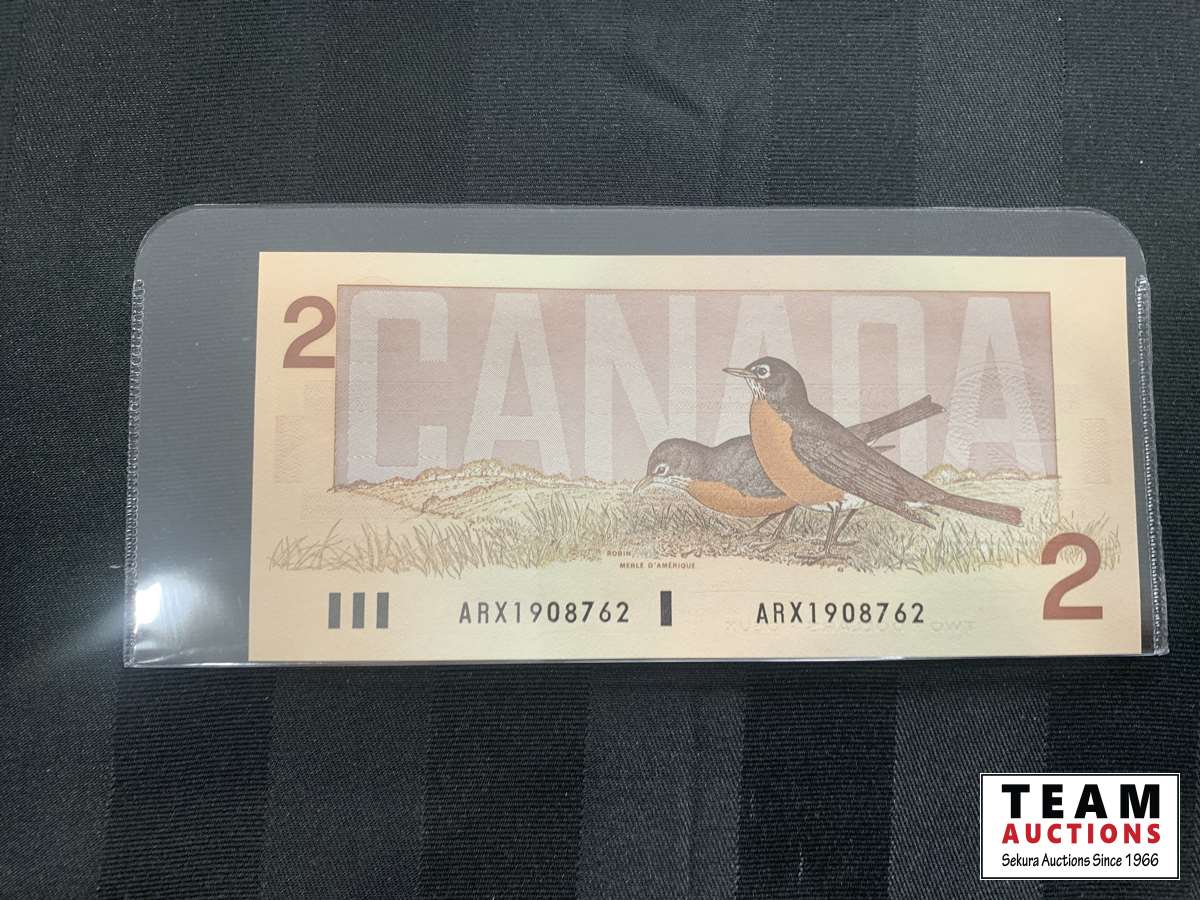 2
CANADA
ROBIN
MERLE D'AMÉRIQUE
2
ARX1908762 ARX1908762
TEAM
AUCTIONS
Sekura Auctions Since 1966